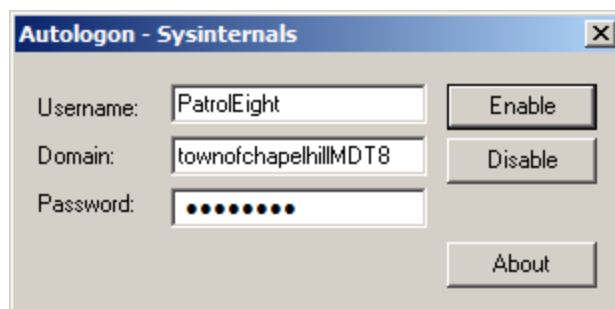 Autologon - Sysinternals
Username: PatrolEight Enable
Domain: townofchapelhillMDT8 Disable
Password: ●●●●●●●●
About